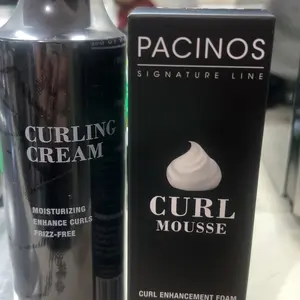 CURLING
CREAM
MOISTURIZING
ENHANCE CURLS
FRIZZ-FREE
PACINOS
SIGNATURE LINE
CURL
MOUSSE
CURL ENHANCEMENT FOAM